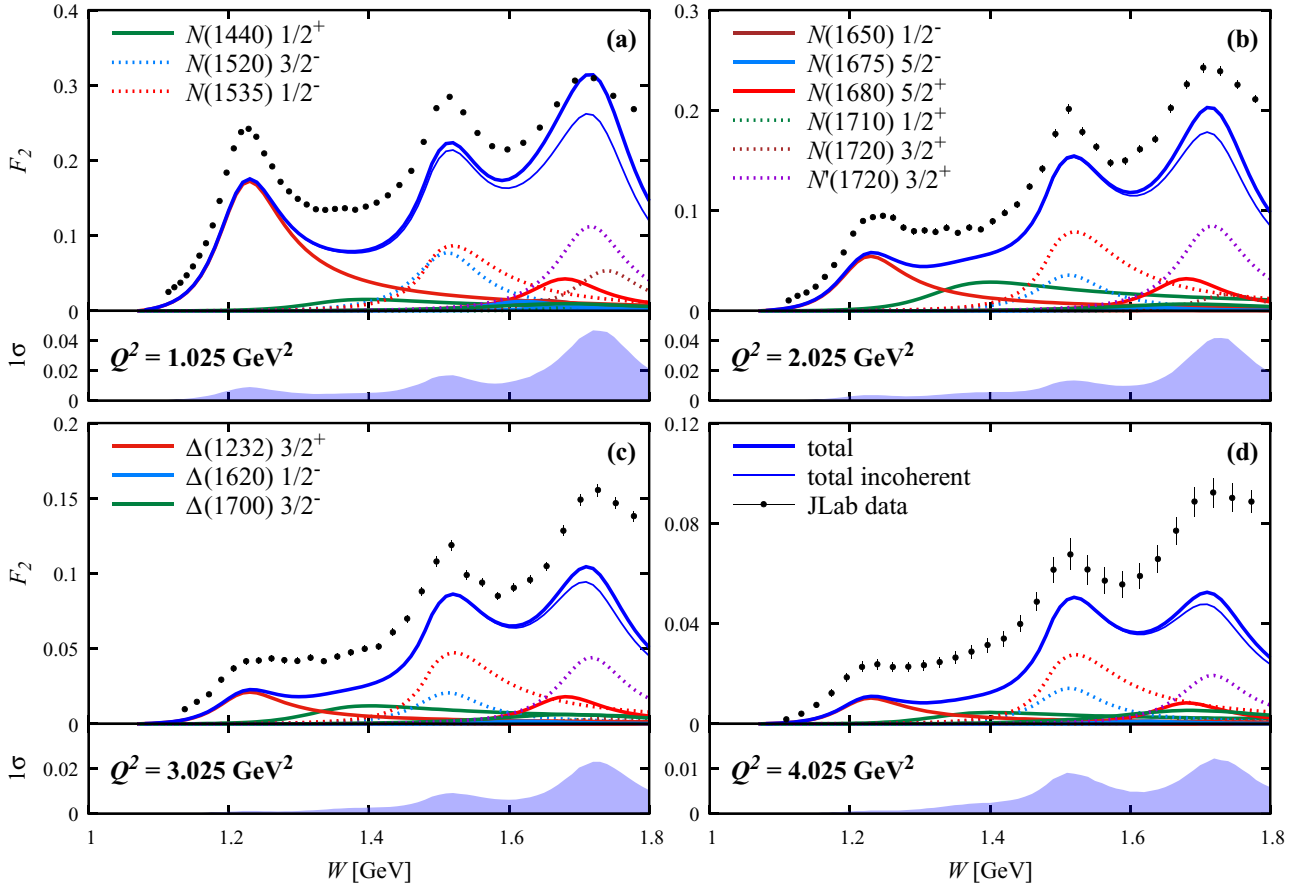 0.4
0.3
0.2
0.1
0
F₂
N(1440) 1/2⁺
N(1520) 3/2⁻
N(1535) 1/2⁻
(a)
0.04
0.02
0
1σ
Q² = 1.025 GeV²
0.3
0.2
0.1
0
N(1650) 1/2⁻
N(1675) 5/2⁻
N(1680) 5/2⁺
N(1710) 1/2⁺
N(1720) 3/2⁺
N'(1720) 3/2⁺
(b)
0.04
0.02
0
Q² = 2.025 GeV²
0.2
0.15
0.1
0.05
0
F₂
Δ(1232) 3/2⁺
Δ(1620) 1/2⁻
Δ(1700) 3/2⁻
(c)
0.02
0
1σ
Q² = 3.025 GeV²
1
1.2
1.4
1.6
1.8
W [GeV]
0.12
0.08
0.04
0
total
total incoherent
JLab data
(d)
0.01
0
Q² = 4.025 GeV²
1
1.2
1.4
1.6
1.8
W [GeV]